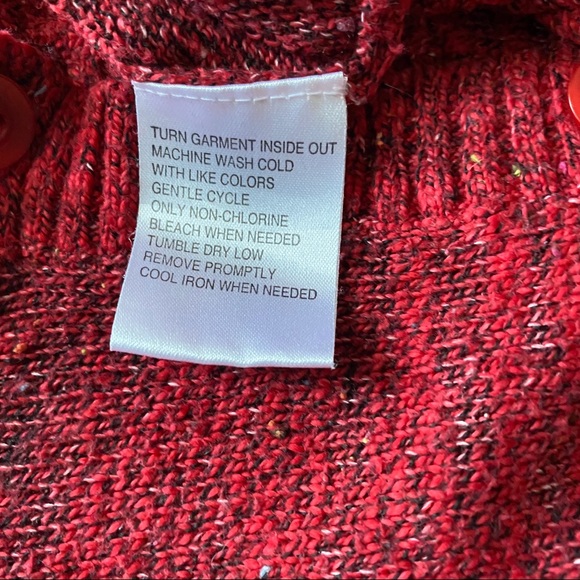 TURN GARMENT INSIDE OUT
MACHINE WASH COLD
WITH LIKE COLORS
GENTLE CYCLE
ONLY NON-CHLORINE
BLEACH WHEN NEEDED
TUMBLE DRY LOW
REMOVE PROMPTLY
COOL IRON WHEN NEEDED